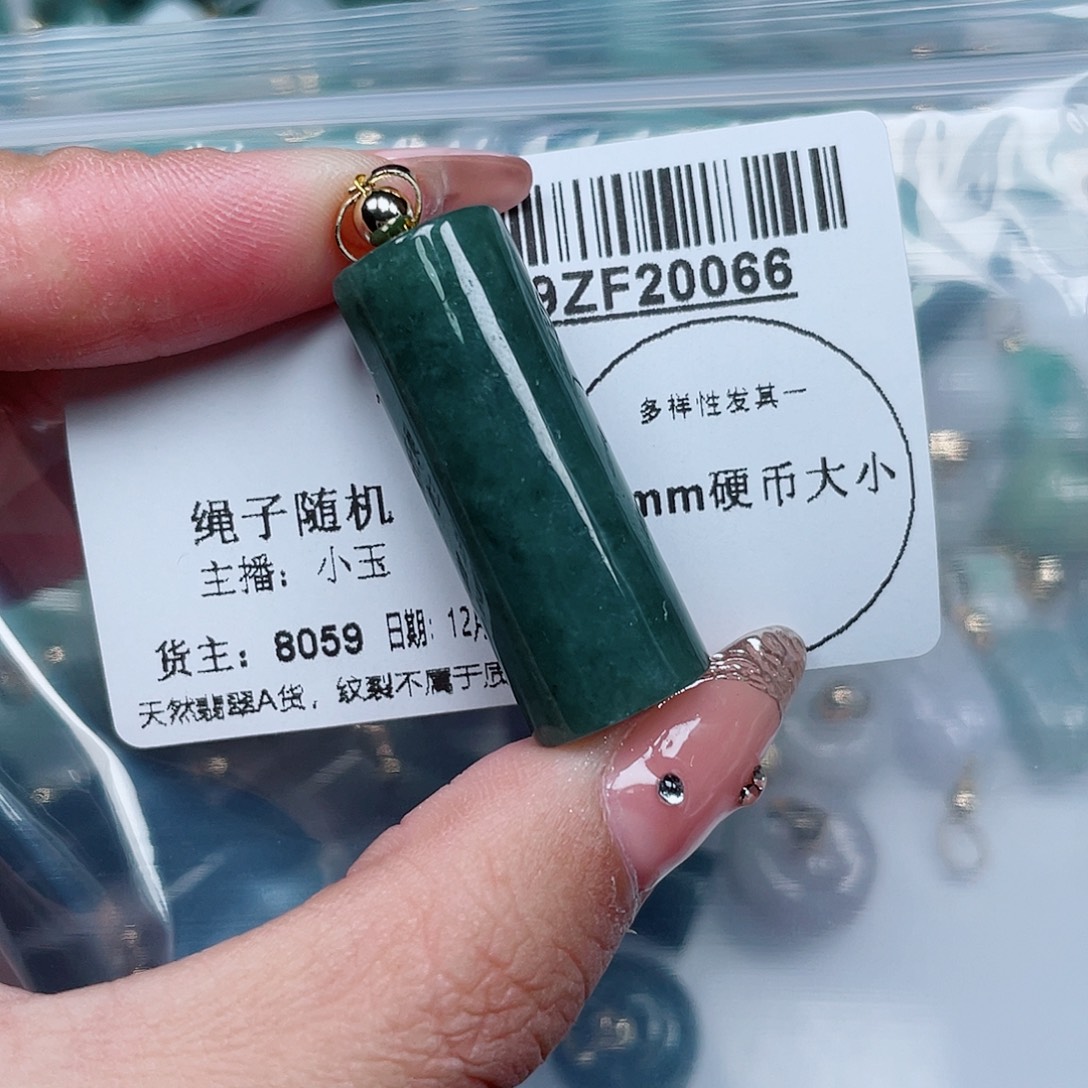 9ZF20066
多样性发其一
mm硬币大小
绳子随机
主播：小玉
货主：8059 日期：12月
天然翡翠A货，纹裂不属于质